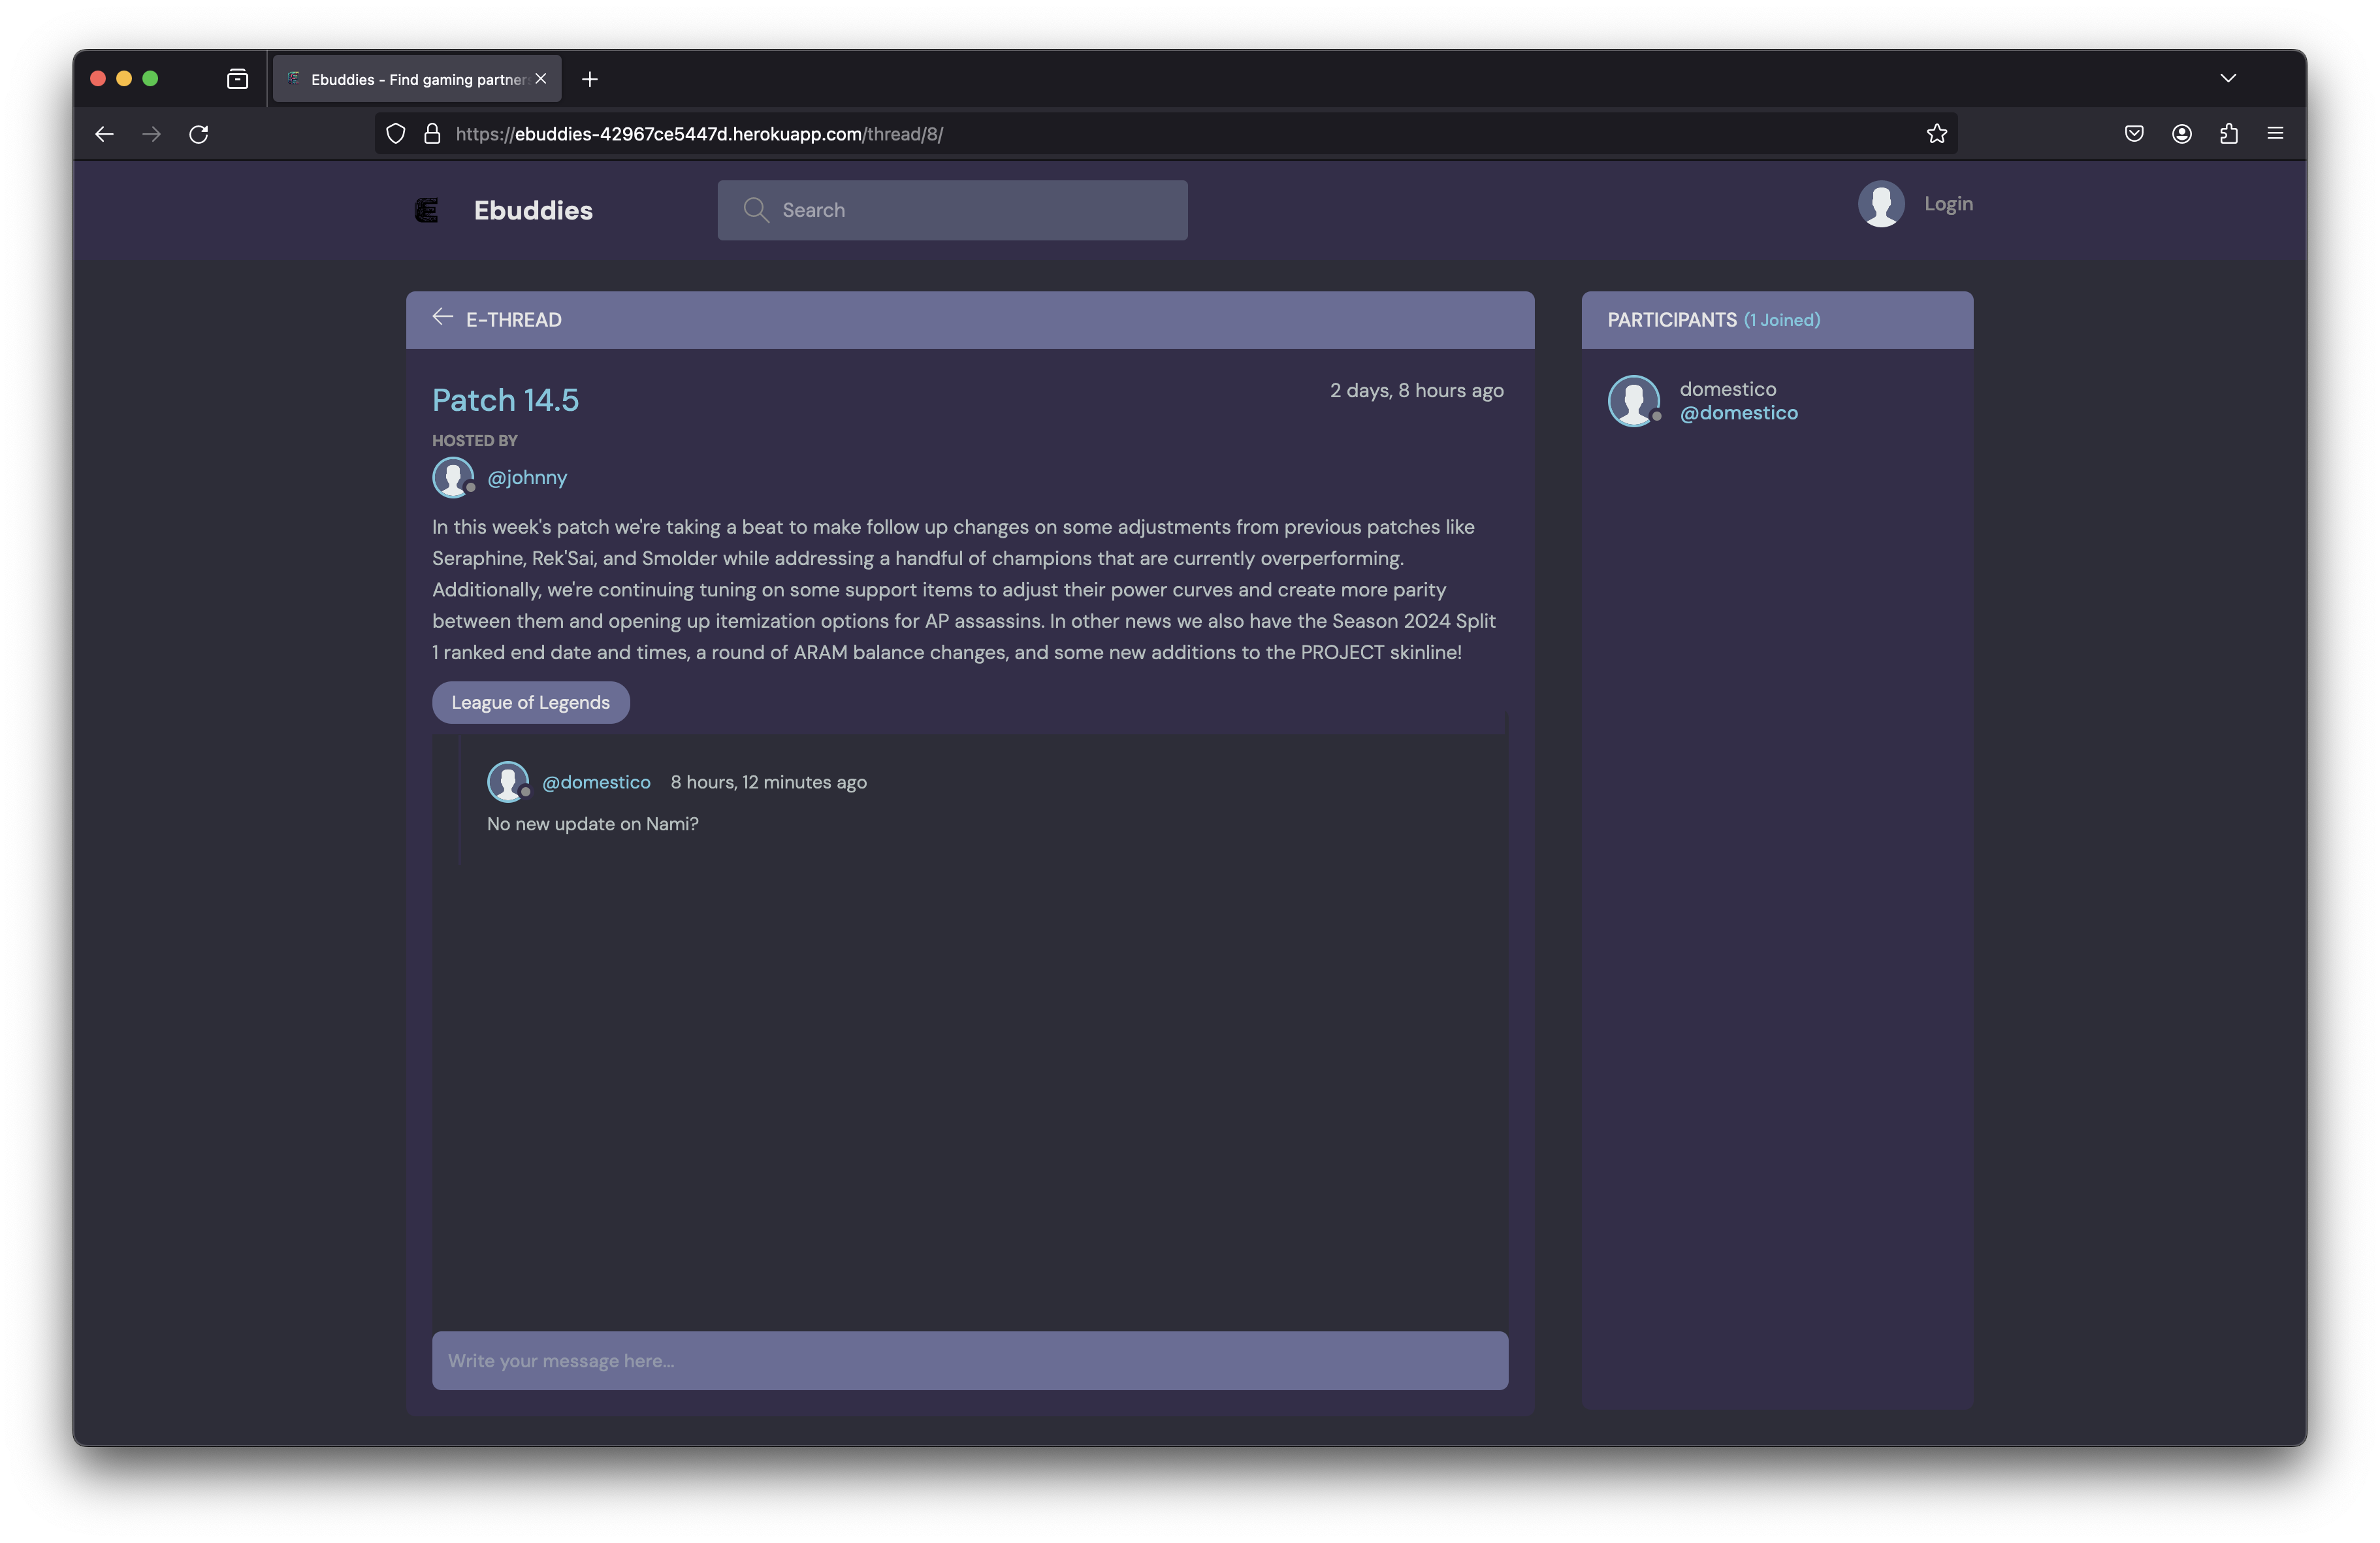 Ebuddies - Find gaming partner
https://ebuddies-42967ce5447d.herokuapp.com/thread/8/
Ebuddies
Search
Login
E-THREAD
Patch 14.5
2 days, 8 hours ago
HOSTED BY
@johnny
In this week's patch we're taking a beat to make follow up changes on some adjustments from previous patches like
Seraphine, Rek'Sai, and Smolder while addressing a handful of champions that are currently overperforming.
Additionally, we're continuing tuning on some support items to adjust their power curves and create more parity
between them and opening up itemization options for AP assassins. In other news we also have the Season 2024 Split
1 ranked end date and times, a round of ARAM balance changes, and some new additions to the PROJECT skinline!
League of Legends
@domestico 8 hours, 12 minutes ago
No new update on Nami?
Write your message here...
PARTICIPANTS (1 Joined)
domestico
@domestico